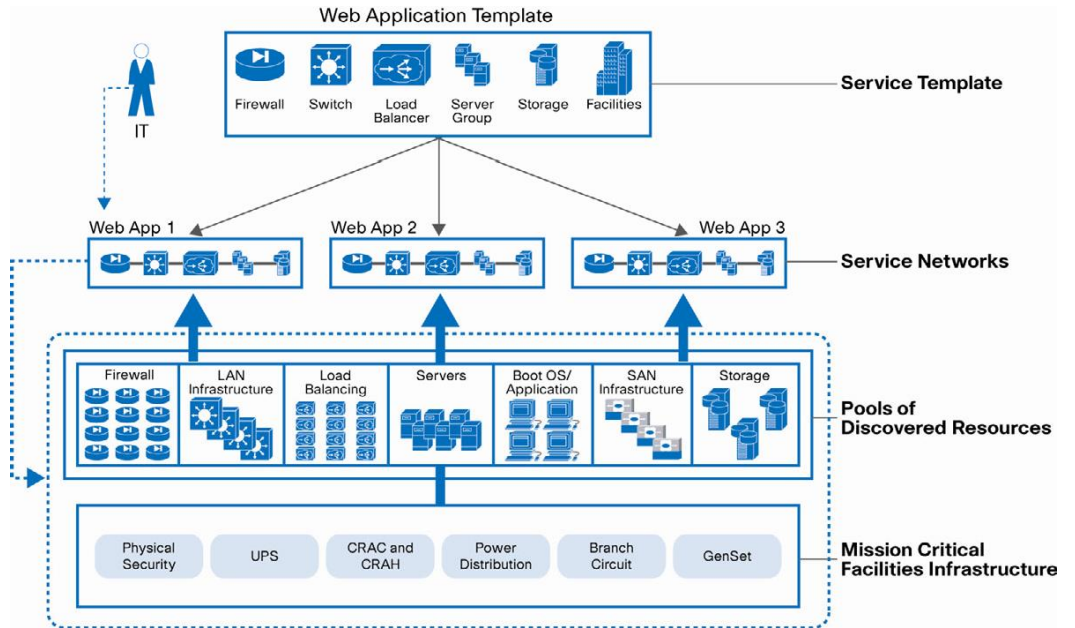 Web Application Template
Firewall
Switch
Load
Balancer
Server
Group
Storage
Facilities
Service Template
IT
Web App 1
Web App 2
Web App 3
Service Networks
Firewall
LAN
Infrastructure
Load
Balancing
Servers
Boot OS/
Application
SAN
Infrastructure
Storage
Pools of
Discovered Resources
Physical
Security
UPS
CRAC and
CRAH
Power
Distribution
Branch
Circuit
GenSet
Mission Critical
Facilities Infrastructure